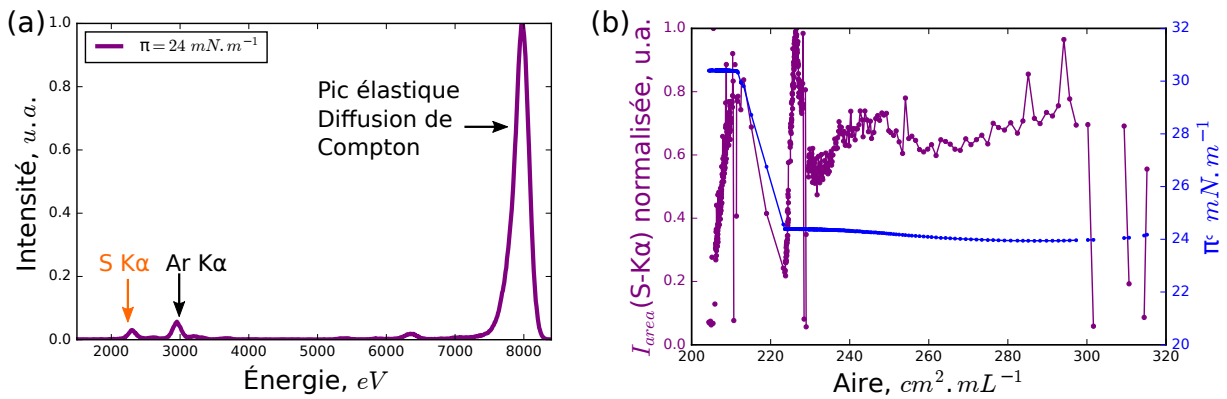 (a)
π = 24 mN.m⁻¹
Pic élastique
Diffusion de
Compton
S Kα
Ar Kα
Intensité, u.a.
1.0
0.8
0.6
0.4
0.2
0.0
2000 3000 4000 5000 6000 7000 8000
Énergie, eV
(b)
I_area(S-Kα) normalisée, u.a.
1.0
0.8
0.6
0.4
0.2
0.0
32
30
28
26
24
22
20
π, mN.m⁻¹
200 220 240 260 280 300 320
Aire, cm².mL⁻¹